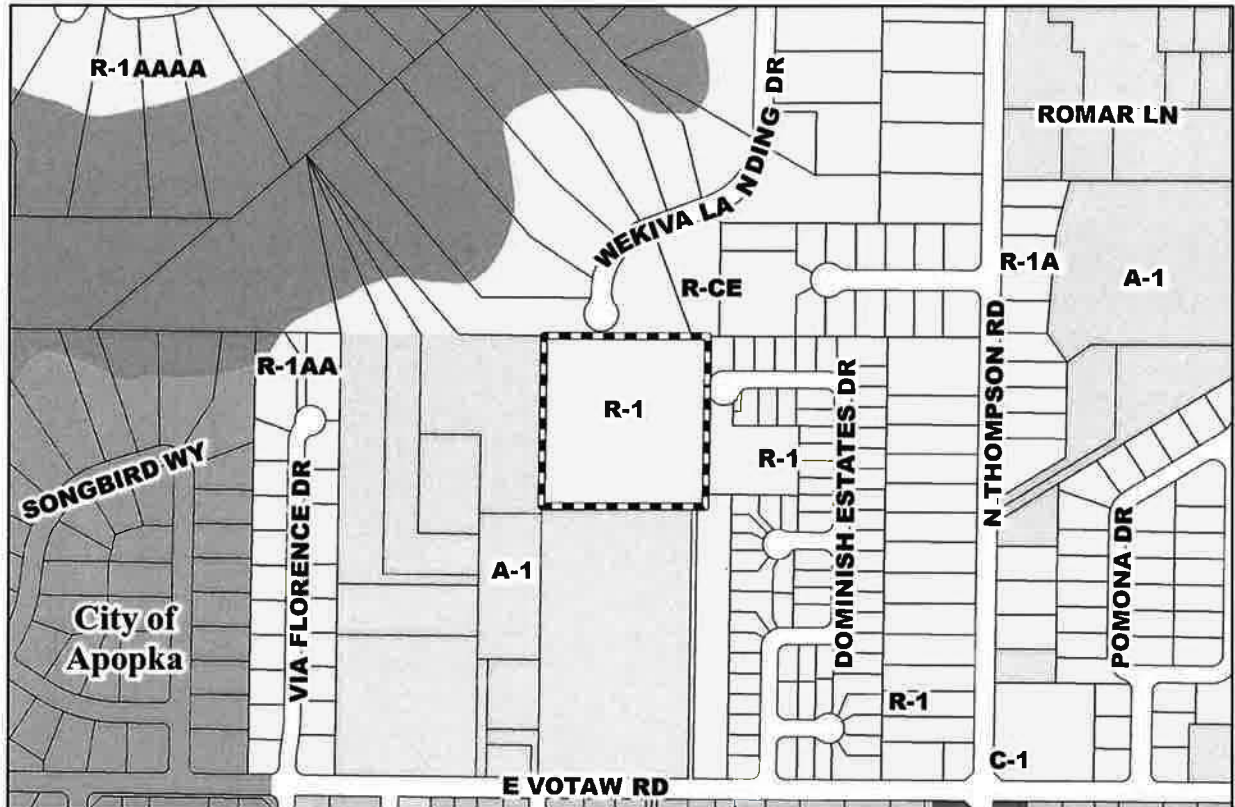 R-1AAAA
ROMAR LN
WEKIVA LANDING DR
R-1A
A-1
R-CE
R-1AA
R-1
R-1
SONGBIRD WY
VIA FLORENCE DR
DOMINISH ESTATES DR
N THOMPSON RD
POMONA DR
A-1
City of
Apopka
R-1
C-1
E VOTAW RD